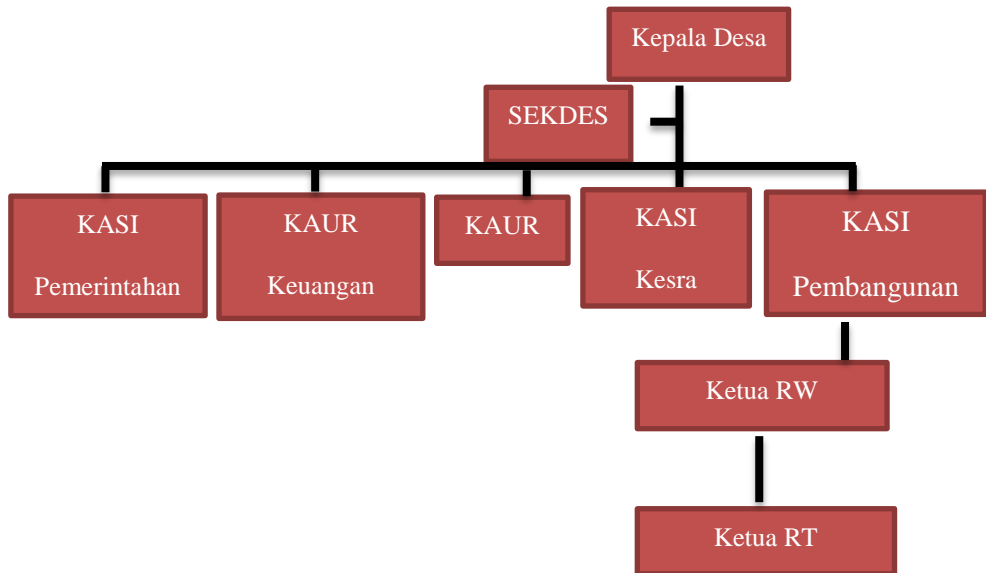 Kepala Desa
SEKDES
KASI
Pemerintahan
KAUR
Keuangan
KAUR
KASI
Kesra
KASI
Pembangunan
Ketua RW
Ketua RT